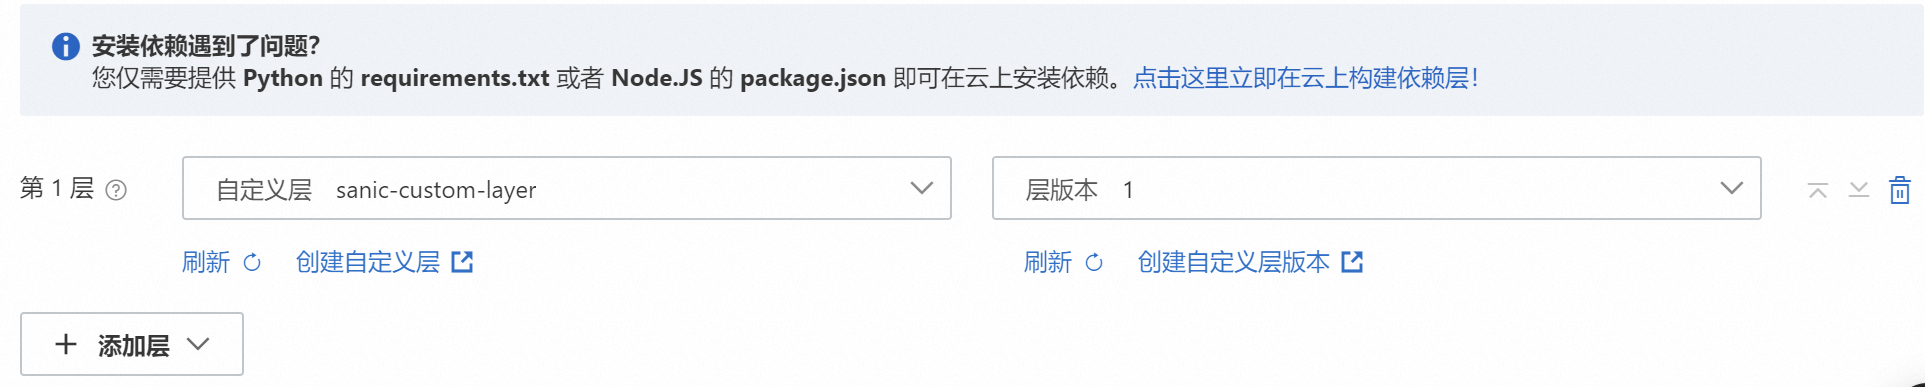 安装依赖遇到了问题?
您仅需要提供 Python 的 requirements.txt 或者 Node.JS 的 package.json 即可在云上安装依赖。点击这里立即在云上构建依赖层!
第 1 层 自定义层 sanic-custom-layer 层版本 1
刷新 创建自定义层 刷新 创建自定义层版本
添加层